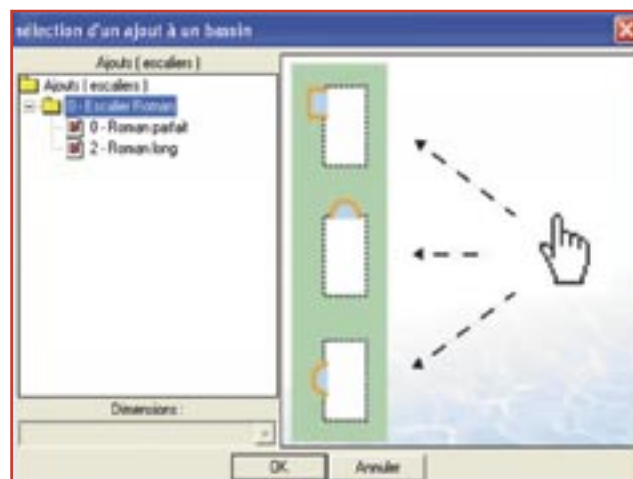 sélection d'un ajout à un bassin
Ajouts ( escaliers )
Ajouts ( escaliers )
0 - Escalier Roman
0 - Roman parfait
2 - Roman long
Dimensions :
OK
Annuler